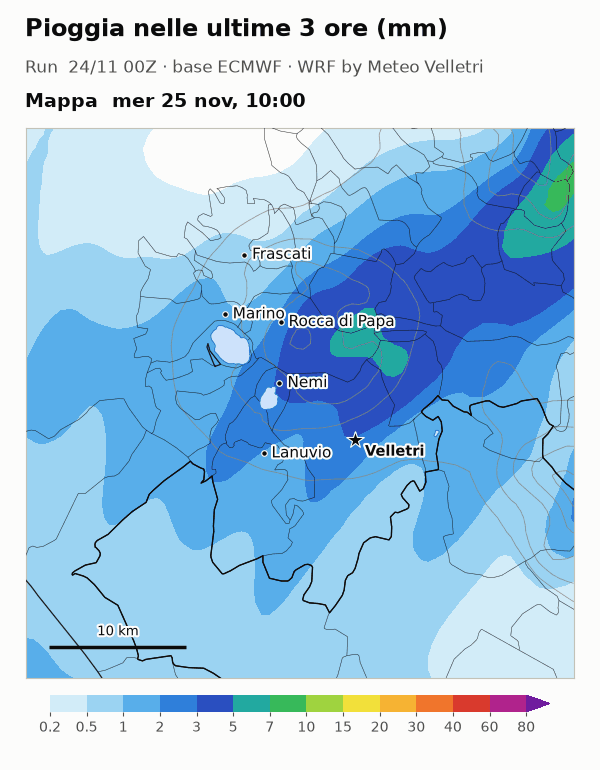 Pioggia nelle ultime 3 ore (mm)
Run  24/11 00Z · base ECMWF · WRF by Meteo Velletri
Mappa  mer 25 nov, 10:00
Frascati
Marino
Rocca di Papa
Nemi
Velletri
Lanuvio
10 km
0.2 0.5 1 2 3 5 7 10 15 20 30 40 60 80